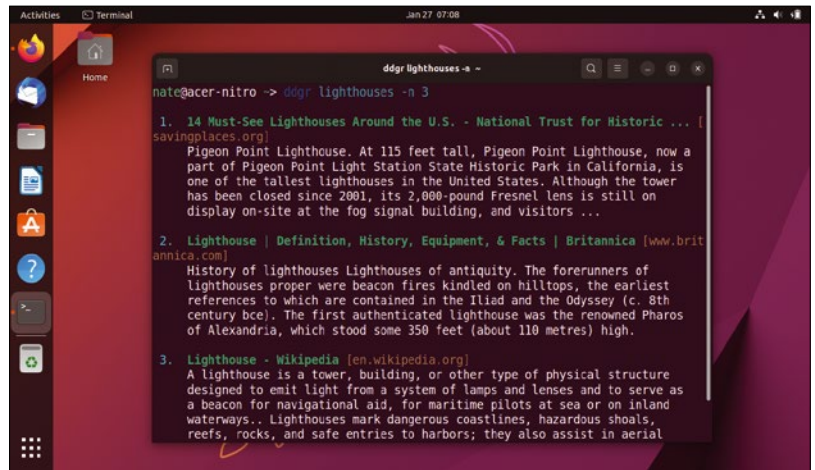 Activities
Terminal
Jan 27 07:08
Home
ddgr lighthouses -n ~
nate@acer-nitro ~> ddgr lighthouses -n 3
1. 14 Must-See Lighthouses Around the U.S. - National Trust for Historic ... [
savingplaces.org]
Pigeon Point Lighthouse. At 115 feet tall, Pigeon Point Lighthouse, now a
part of Pigeon Point Light Station State Historic Park in California, is
one of the tallest lighthouses in the United States. Although the tower
has been closed since 2001, its 2,000-pound Fresnel lens is still on
display on-site at the fog signal building, and visitors ...
2. Lighthouse | Definition, History, Equipment, & Facts | Britannica [www.brit
annica.com]
History of lighthouses Lighthouses of antiquity. The forerunners of
lighthouses proper were beacon fires kindled on hilltops, the earliest
references to which are contained in the Iliad and the Odyssey (c. 8th
century bce). The first authenticated lighthouse was the renowned Pharos
of Alexandria, which stood some 350 feet (about 110 metres) high.
3. Lighthouse - Wikipedia [en.wikipedia.org]
A lighthouse is a tower, building, or other type of physical structure
designed to emit light from a system of lamps and lenses and to serve as
a beacon for navigational aid, for maritime pilots at sea or on inland
waterways.. Lighthouses mark dangerous coastlines, hazardous shoals,
reefs, rocks, and safe entries to harbors; they also assist in aerial